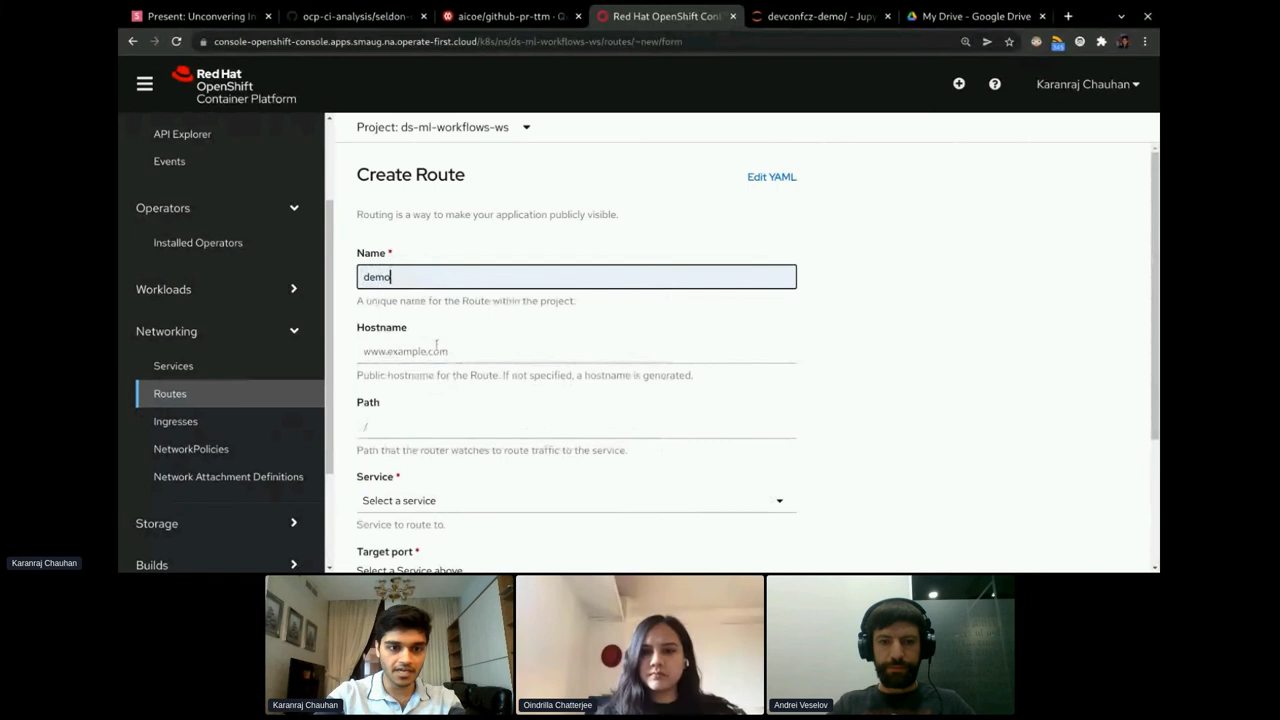 Present: Unconvering In
ocp-ci-analysis/seldon-
aicoe/github-pr-ttm · Qu
Red Hat OpenShift Con
devconfcz-demo/ - Jupy
My Drive - Google Drive
console-openshift-console.apps.smaug.na.operate-first.cloud/k8s/ns/ds-ml-workflows-ws/routes/~new/form
Red Hat
OpenShift
Container Platform
Karanraj Chauhan
API Explorer
Events
Operators
Installed Operators
Workloads
Networking
Services
Routes
Ingresses
NetworkPolicies
Network Attachment Definitions
Storage
Builds
Project: ds-ml-workflows-ws
Create Route
Edit YAML
Routing is a way to make your application publicly visible.
Name *
demo
A unique name for the Route within the project.
Hostname
www.example.com
Public hostname for the Route. If not specified, a hostname is generated.
Path
/
Path that the router watches to route traffic to the service.
Service *
Select a service
Service to route to.
Target port *
Select a Service above
Karanraj Chauhan
Karanraj Chauhan
Oindrilla Chatterjee
Andrei Veselov